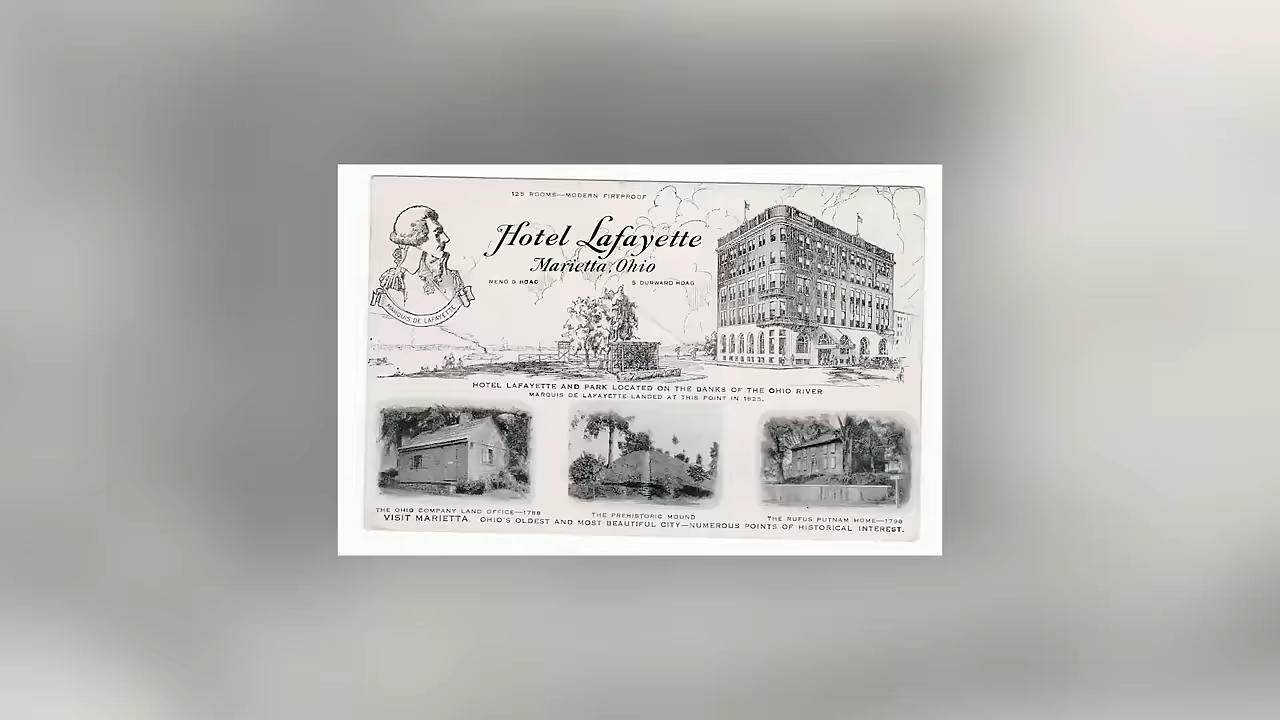 125 ROOMS—MODERN FIREPROOF
Hotel Lafayette
Marietta, Ohio
RENO G HOAG S DURWARD HOAG
MARQUIS DE LAFAYETTE
HOTEL LAFAYETTE AND PARK LOCATED ON THE BANKS OF THE OHIO RIVER
MARQUIS DE LAFAYETTE LANDED AT THIS POINT IN 1825.
THE OHIO COMPANY LAND OFFICE—1788
THE PREHISTORIC MOUND
THE RUFUS PUTNAM HOME—1798
VISIT MARIETTA. OHIO'S OLDEST AND MOST BEAUTIFUL CITY—NUMEROUS POINTS OF HISTORICAL INTEREST.